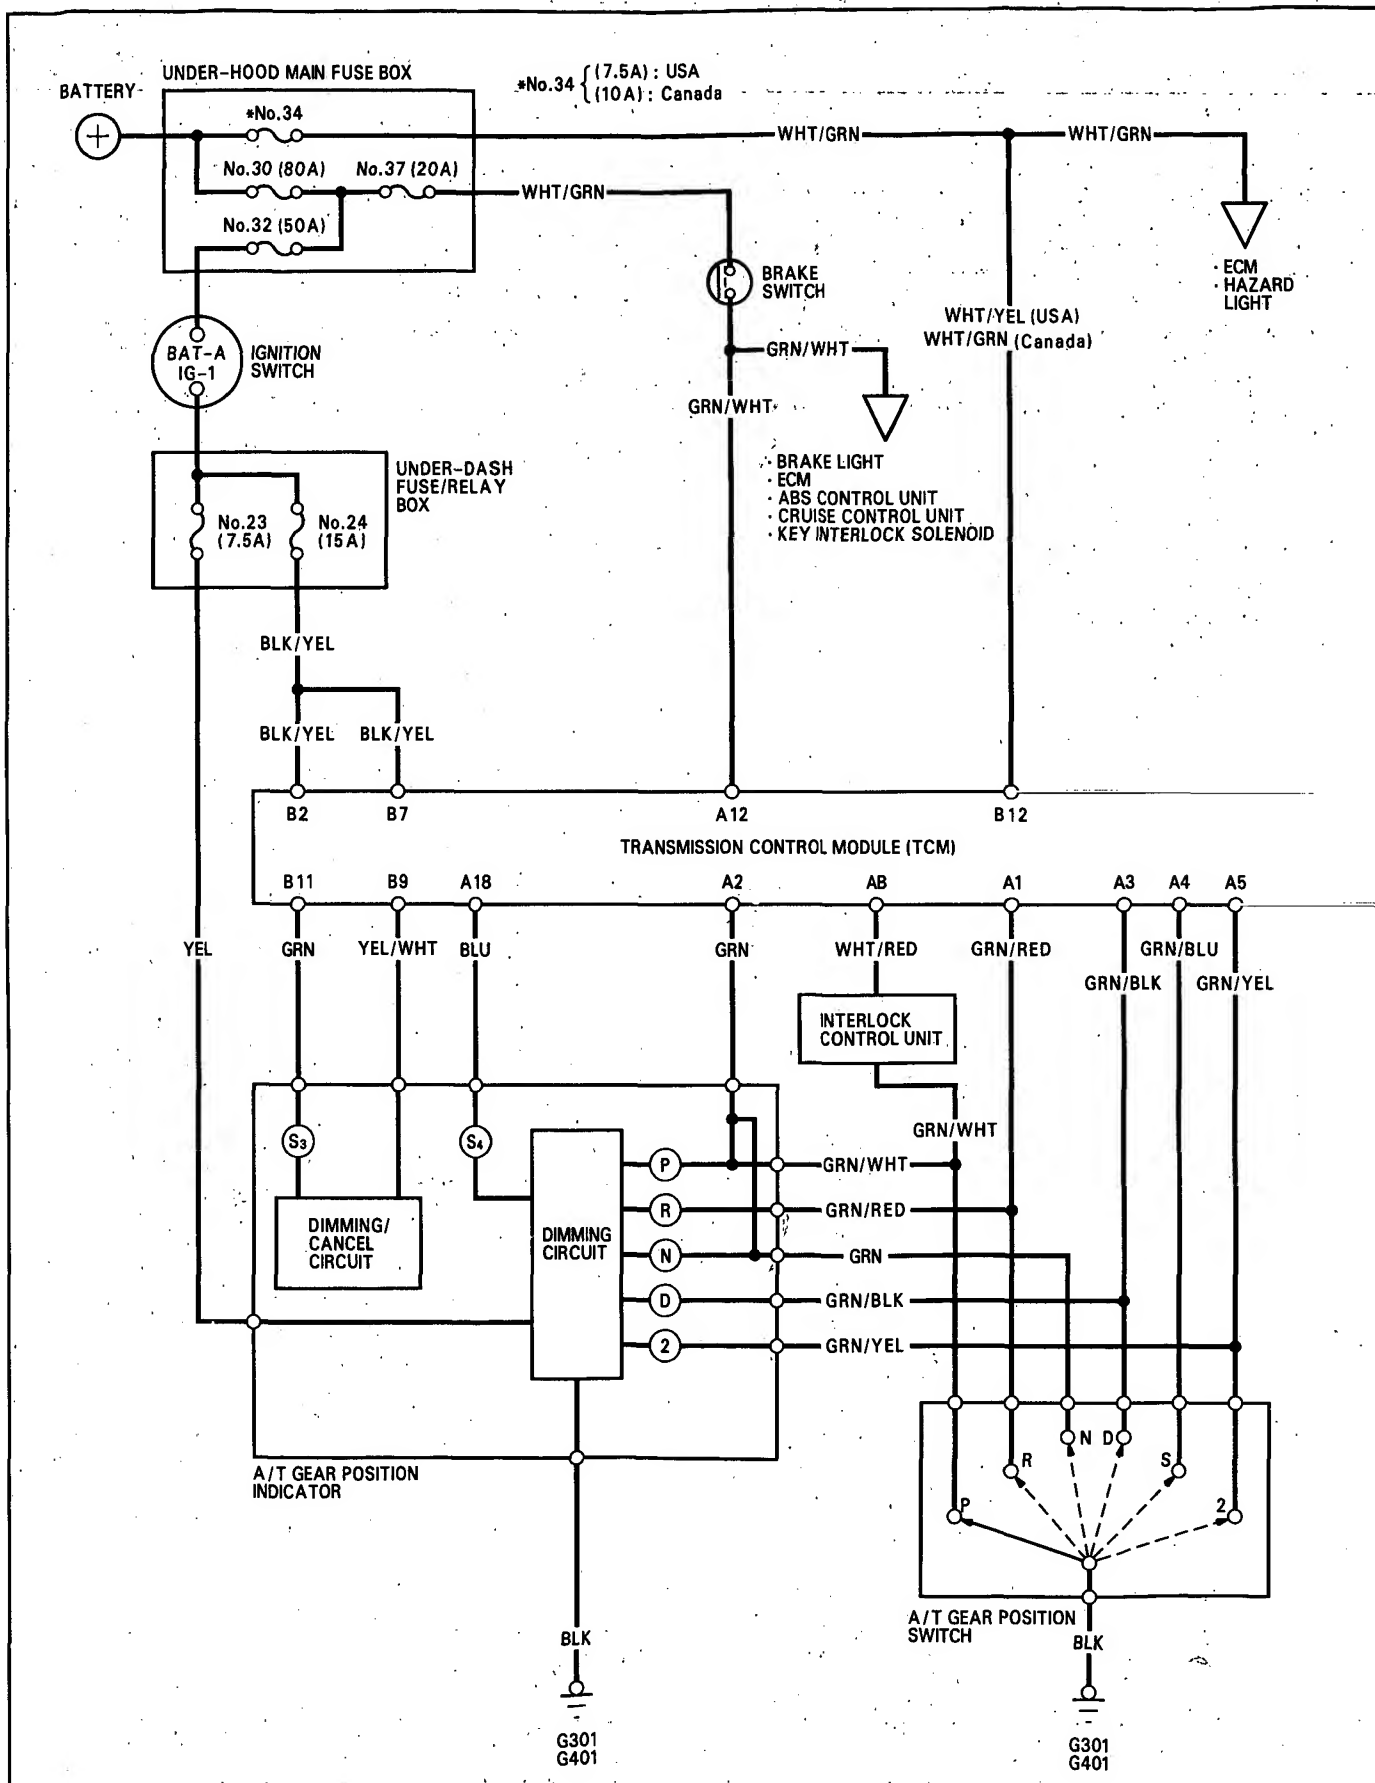 UNDER-HOOD MAIN FUSE BOX
*No.34 { (7.5A) : USA
(10A) : Canada
BATTERY
+
*No.34
WHT/GRN
WHT/GRN
No.30 (80A)
No.37 (20A)
WHT/GRN
No.32 (50A)
BRAKE
SWITCH
· ECM
· HAZARD
LIGHT
WHT/YEL (USA)
WHT/GRN (Canada)
BAT-A
IG-1
IGNITION
SWITCH
GRN/WHT
GRN/WHT
· BRAKE LIGHT
· ECM
· ABS CONTROL UNIT
· CRUISE CONTROL UNIT
· KEY INTERLOCK SOLENOID
UNDER-DASH
FUSE/RELAY
BOX
No.23
(7.5A)
No.24
(15A)
BLK/YEL
BLK/YEL
BLK/YEL
B2
B7
A12
B12
TRANSMISSION CONTROL MODULE (TCM)
B11
B9
A18
A2
AB
A1
A3
A4
A5
YEL
GRN
YEL/WHT
BLU
GRN
WHT/RED
GRN/RED
GRN/BLU
GRN/BLK
GRN/YEL
INTERLOCK
CONTROL UNIT
S3
S4
GRN/WHT
P
GRN/WHT
R
GRN/RED
DIMMING/
CANCEL
CIRCUIT
DIMMING
CIRCUIT
N
GRN
D
GRN/BLK
2
GRN/YEL
A/T GEAR POSITION
INDICATOR
N
D
R
S
P
2
A/T GEAR POSITION
SWITCH
BLK
BLK
G301
G401
G301
G401